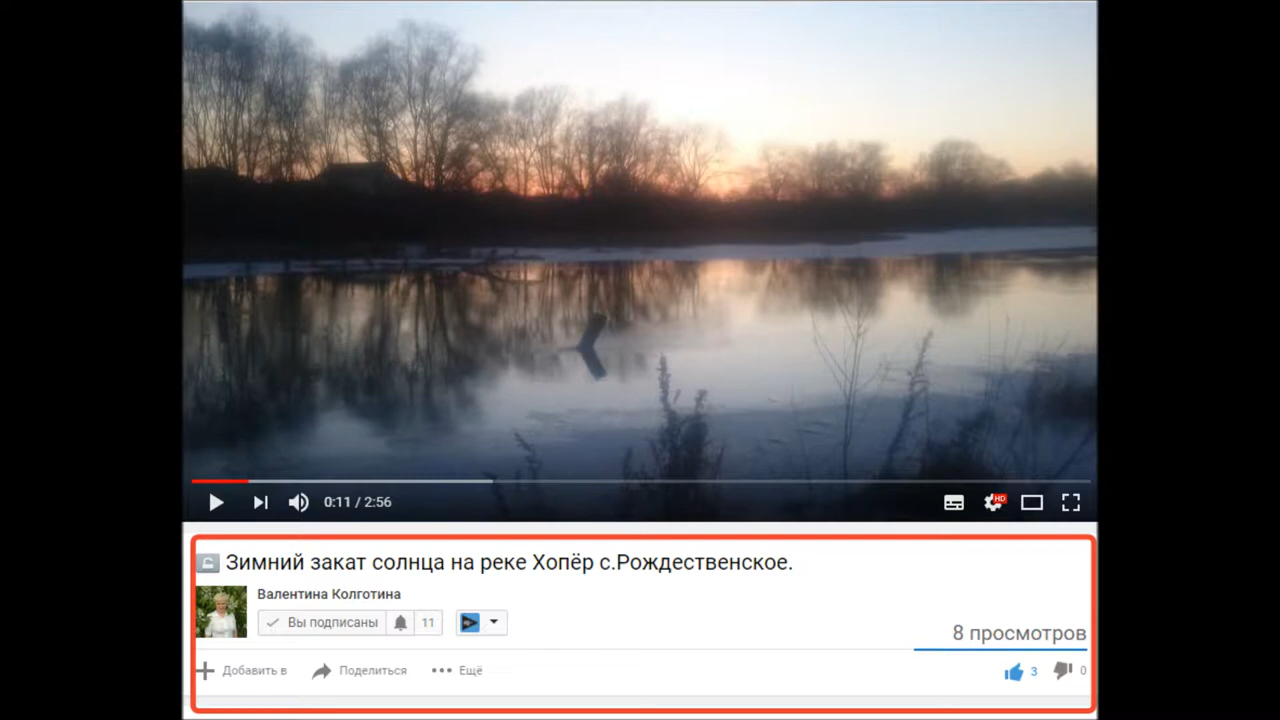 0:11 / 2:56
HD
Зимний закат солнца на реке Хопёр с.Рождественское.
Валентина Колготина
Вы подписаны 11
8 просмотров
Добавить в Поделиться Ещё 3 0